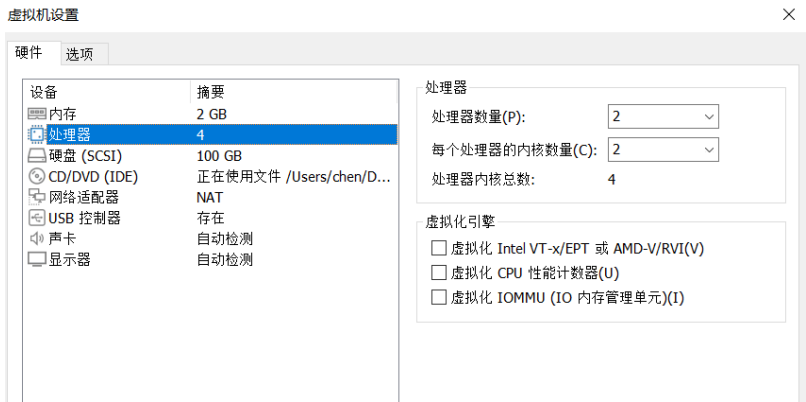 虚拟机设置
硬件 选项
设备 摘要
内存 2 GB
处理器 4
硬盘 (SCSI) 100 GB
CD/DVD (IDE) 正在使用文件 /Users/chen/D...
网络适配器 NAT
USB 控制器 存在
声卡 自动检测
显示器 自动检测
处理器
处理器数量(P): 2
每个处理器的内核数量(C): 2
处理器内核总数: 4
虚拟化引擎
虚拟化 Intel VT-x/EPT 或 AMD-V/RVI(V)
虚拟化 CPU 性能计数器(U)
虚拟化 IOMMU (IO 内存管理单元)(I)